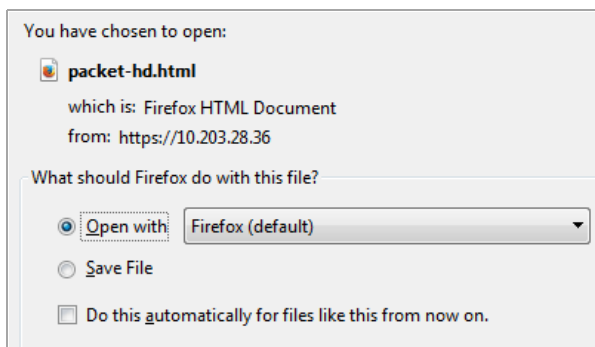 You have chosen to open:
packet-hd.html
which is: Firefox HTML Document
from: https://10.203.28.36
What should Firefox do with this file?
Open with Firefox (default)
Save File
Do this automatically for files like this from now on.